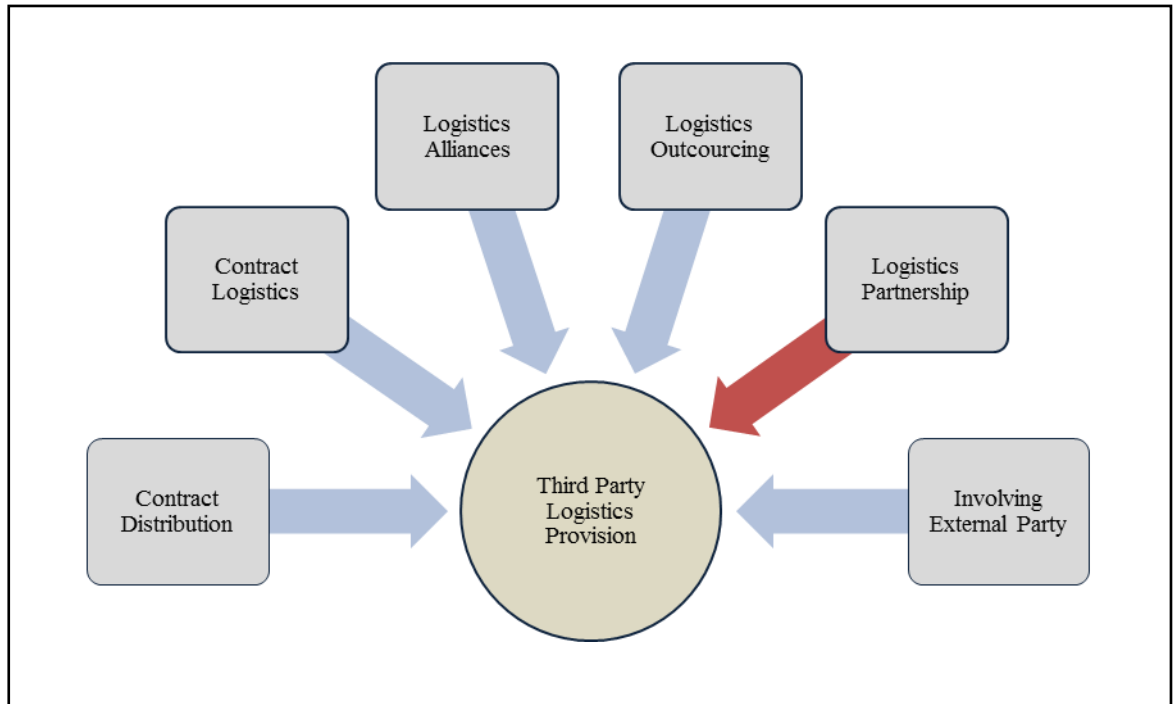 Logistics
Alliances
Logistics
Outcourcing
Contract
Logistics
Logistics
Partnership
Contract
Distribution
Third Party
Logistics
Provision
Involving
External Party